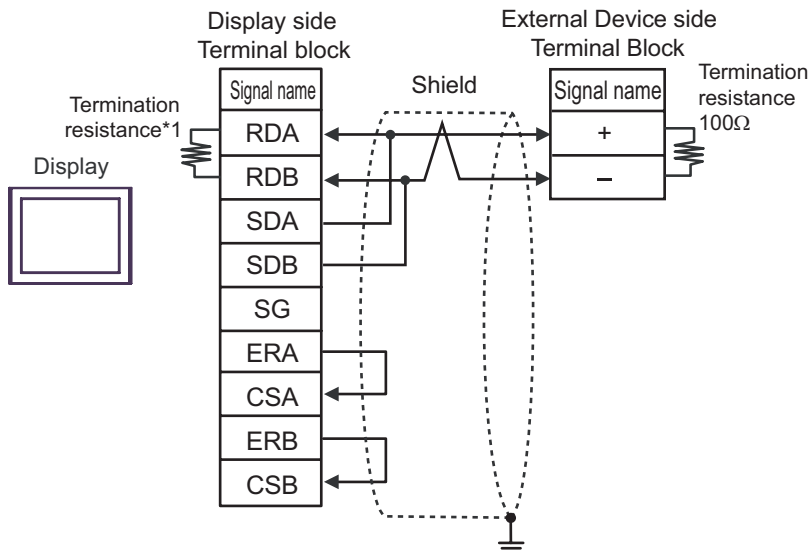 Display side
Terminal block
External Device side
Terminal Block
Termination
resistance*1
Display
Signal name
RDA
RDB
SDA
SDB
SG
ERA
CSA
ERB
CSB
Shield
Signal name
+
–
Termination
resistance
100Ω